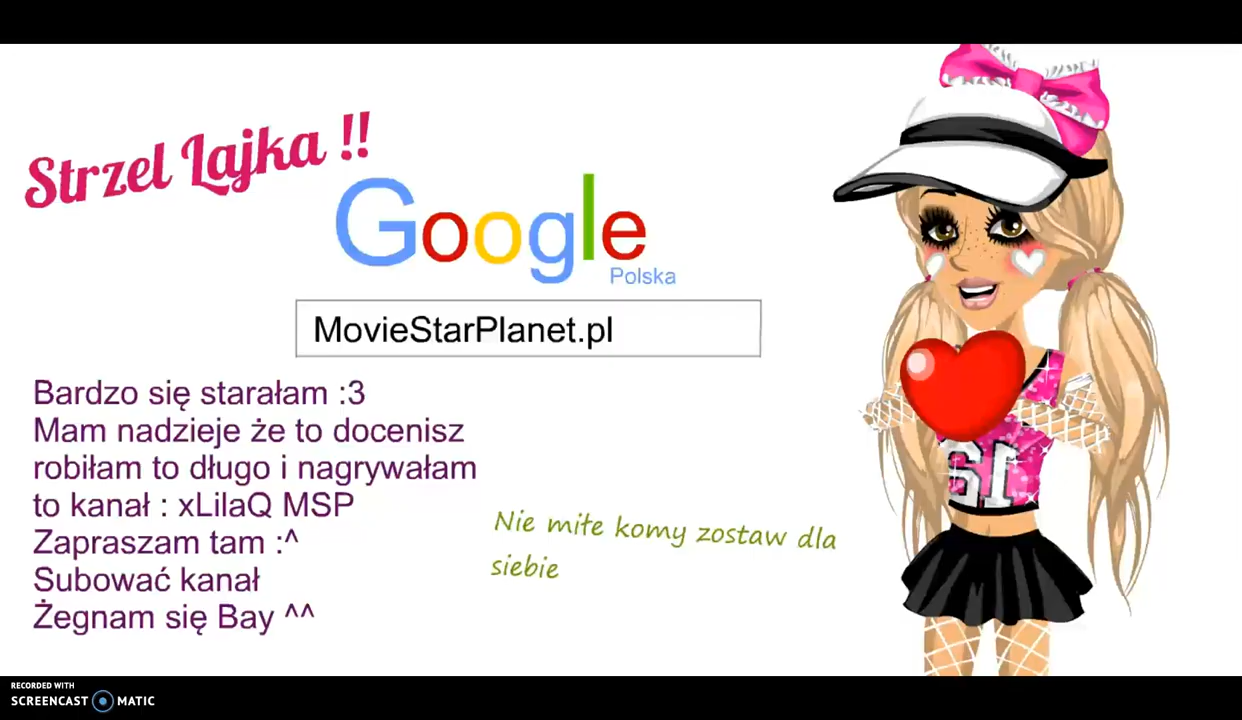 Strzel Lajka !!
Google
Polska
MovieStarPlanet.pl
Bardzo się starałam :3
Mam nadzieje że to docenisz
robiłam to długo i nagrywałam
to kanał : xLilaQ MSP
Zapraszam tam :^
Subować kanał
Żegnam się Bay ^^
Nie miłe komy zostaw dla
siebie
RECORDED WITH
SCREENCAST MATIC